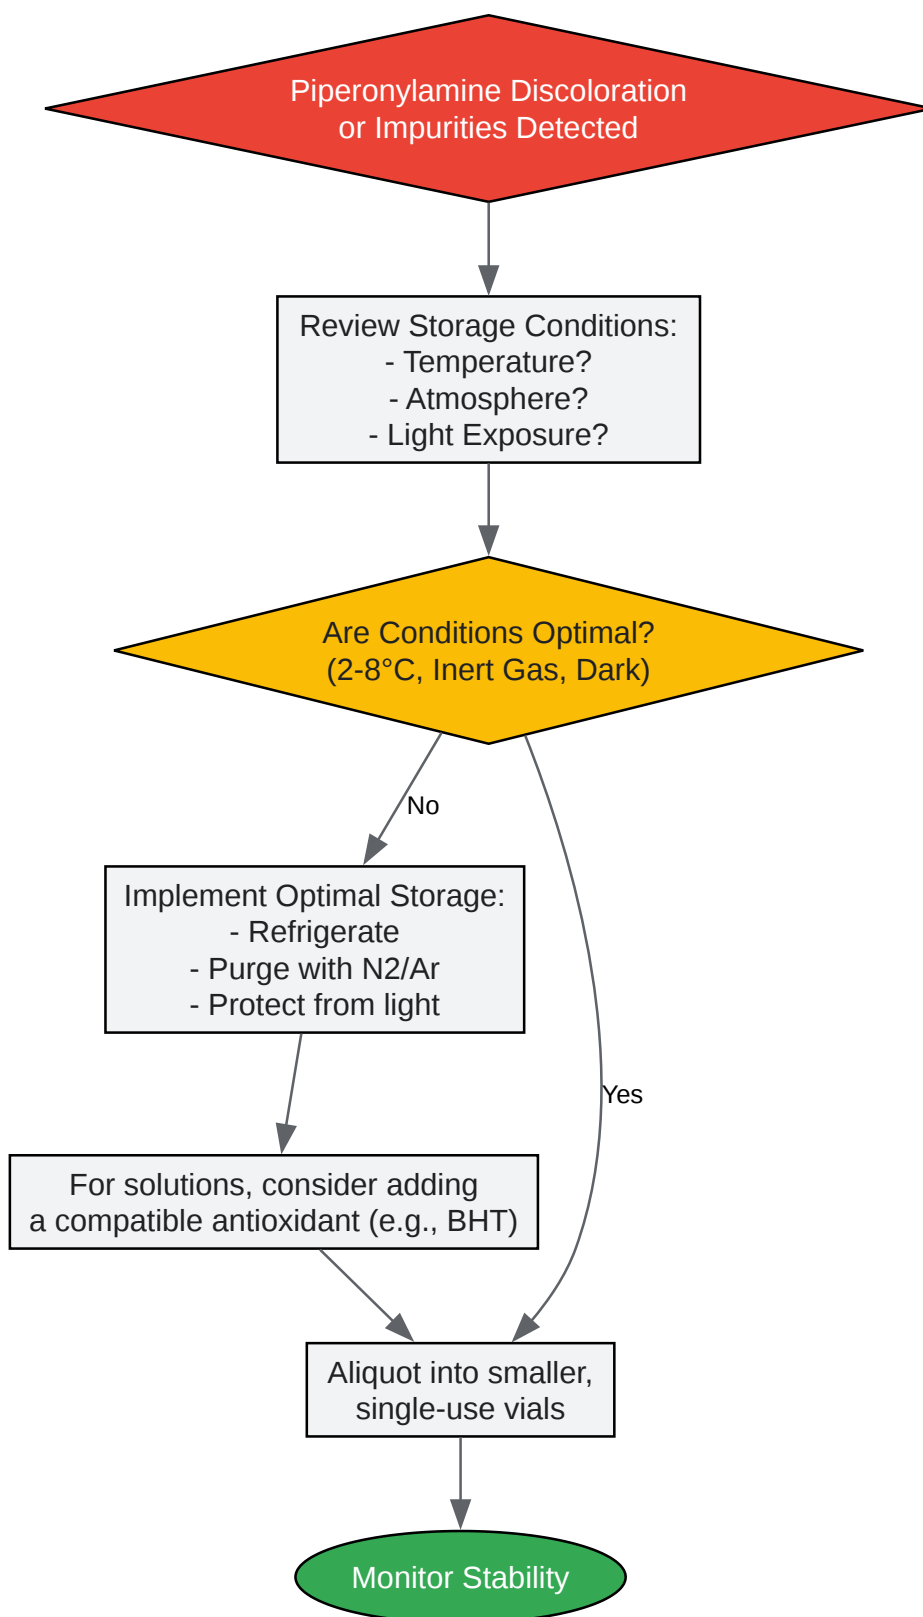 Piperonylamine Discoloration
or Impurities Detected
Review Storage Conditions:
- Temperature?
- Atmosphere?
- Light Exposure?
Are Conditions Optimal?
(2-8°C, Inert Gas, Dark)
No
Implement Optimal Storage:
- Refrigerate
- Purge with N2/Ar
- Protect from light
Yes
For solutions, consider adding
a compatible antioxidant (e.g., BHT)
Aliquot into smaller,
single-use vials
Monitor Stability